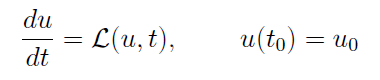 du/dt = ℒ(u, t),    u(t₀) = u₀